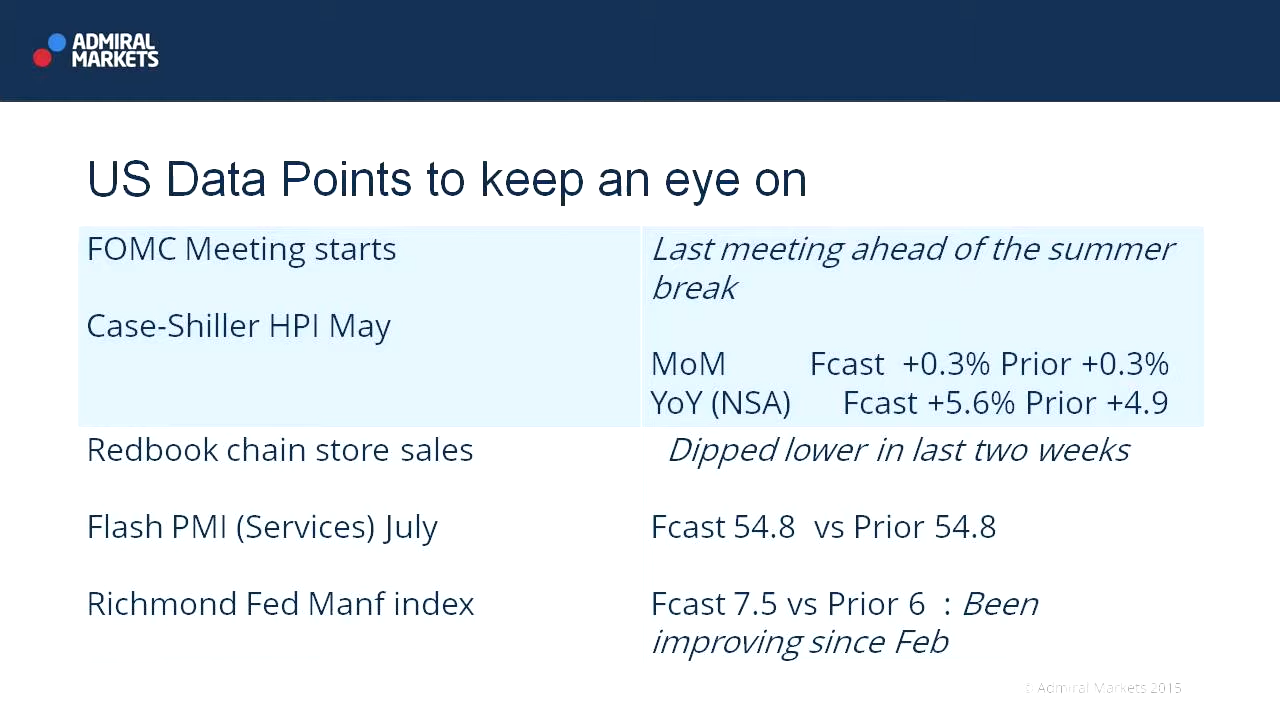 ADMIRAL
MARKETS
US Data Points to keep an eye on
FOMC Meeting starts
Last meeting ahead of the summer
break
Case-Shiller HPI May
MoM Fcast +0.3% Prior +0.3%
YoY (NSA) Fcast +5.6% Prior +4.9
Redbook chain store sales
Dipped lower in last two weeks
Flash PMI (Services) July
Fcast 54.8 vs Prior 54.8
Richmond Fed Manf index
Fcast 7.5 vs Prior 6 : Been
improving since Feb
© Admiral Markets 2015